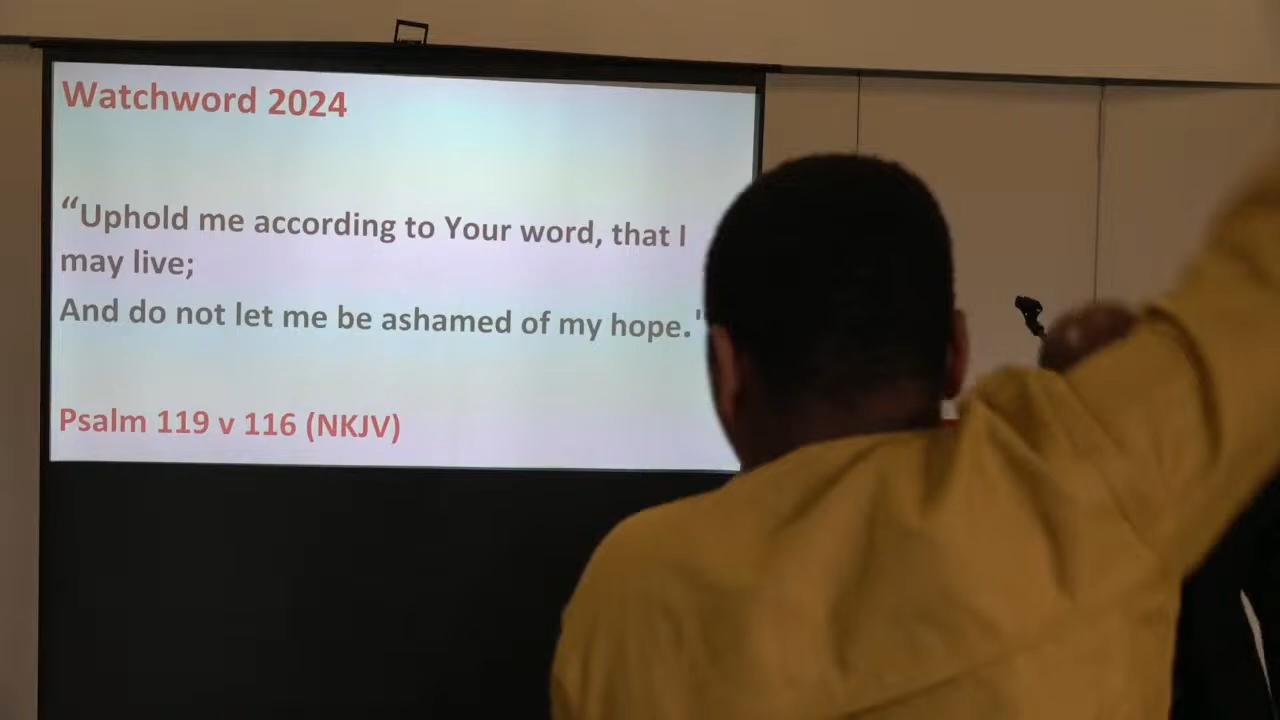 Watchword 2024
“Uphold me according to Your word, that I
may live;
And do not let me be ashamed of my hope."
Psalm 119 v 116 (NKJV)